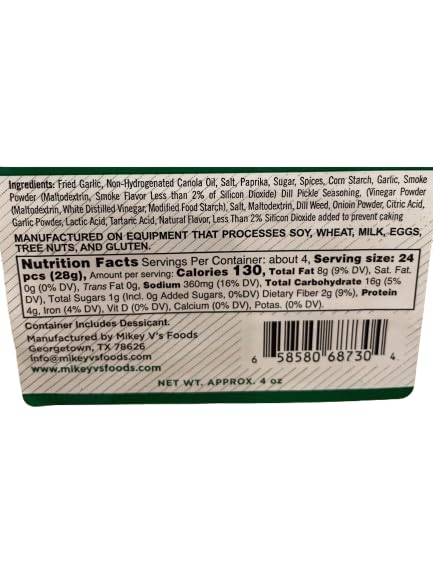 Ingredients: Fried Garlic, Non-Hydrogenated Canola Oil, Salt, Paprika, Sugar, Spices, Corn Starch, Garlic, Smoke
Powder (Maltodextrin, Smoke Flavor Less than 2% of Silicon Dioxide) Dill Pickle Seasoning, (Vinegar Powder
(Maltodextrin, White Distilled Vinegar, Modified Food Starch), Salt, Maltodextrin, Dill Weed, Onion Powder, Citric Acid,
Garlic Powder, Lactic Acid, Tartaric Acid, Natural Flavor, Less Than 2% Silicon Dioxide added to prevent caking
MANUFACTURED ON EQUIPMENT THAT PROCESSES SOY, WHEAT, MILK, EGGS,
TREE NUTS, AND GLUTEN.
Nutrition Facts Servings Per Container: about 4, Serving size: 24
pcs (28g), Amount per serving: Calories 130, Total Fat 8g (9% DV), Sat. Fat.
0g (0% DV), Trans Fat 0g, Sodium 360mg (16% DV), Total Carbohydrate 16g (5%
DV), Total Sugars 1g (Incl. 0g Added Sugars, 0%DV) Dietary Fiber 2g (9%), Protein
4g, Iron (4% DV), Vit D (0% DV), Calcium (0% DV), Potas. (0% DV).
Container Includes Dessicant.
Manufactured by Mikey V's Foods
Georgetown, TX 78626
info@mikeyvsfoods.com
www.mikeyvsfoods.com
6 58580 68730 4
NET WT. APPROX. 4 oz